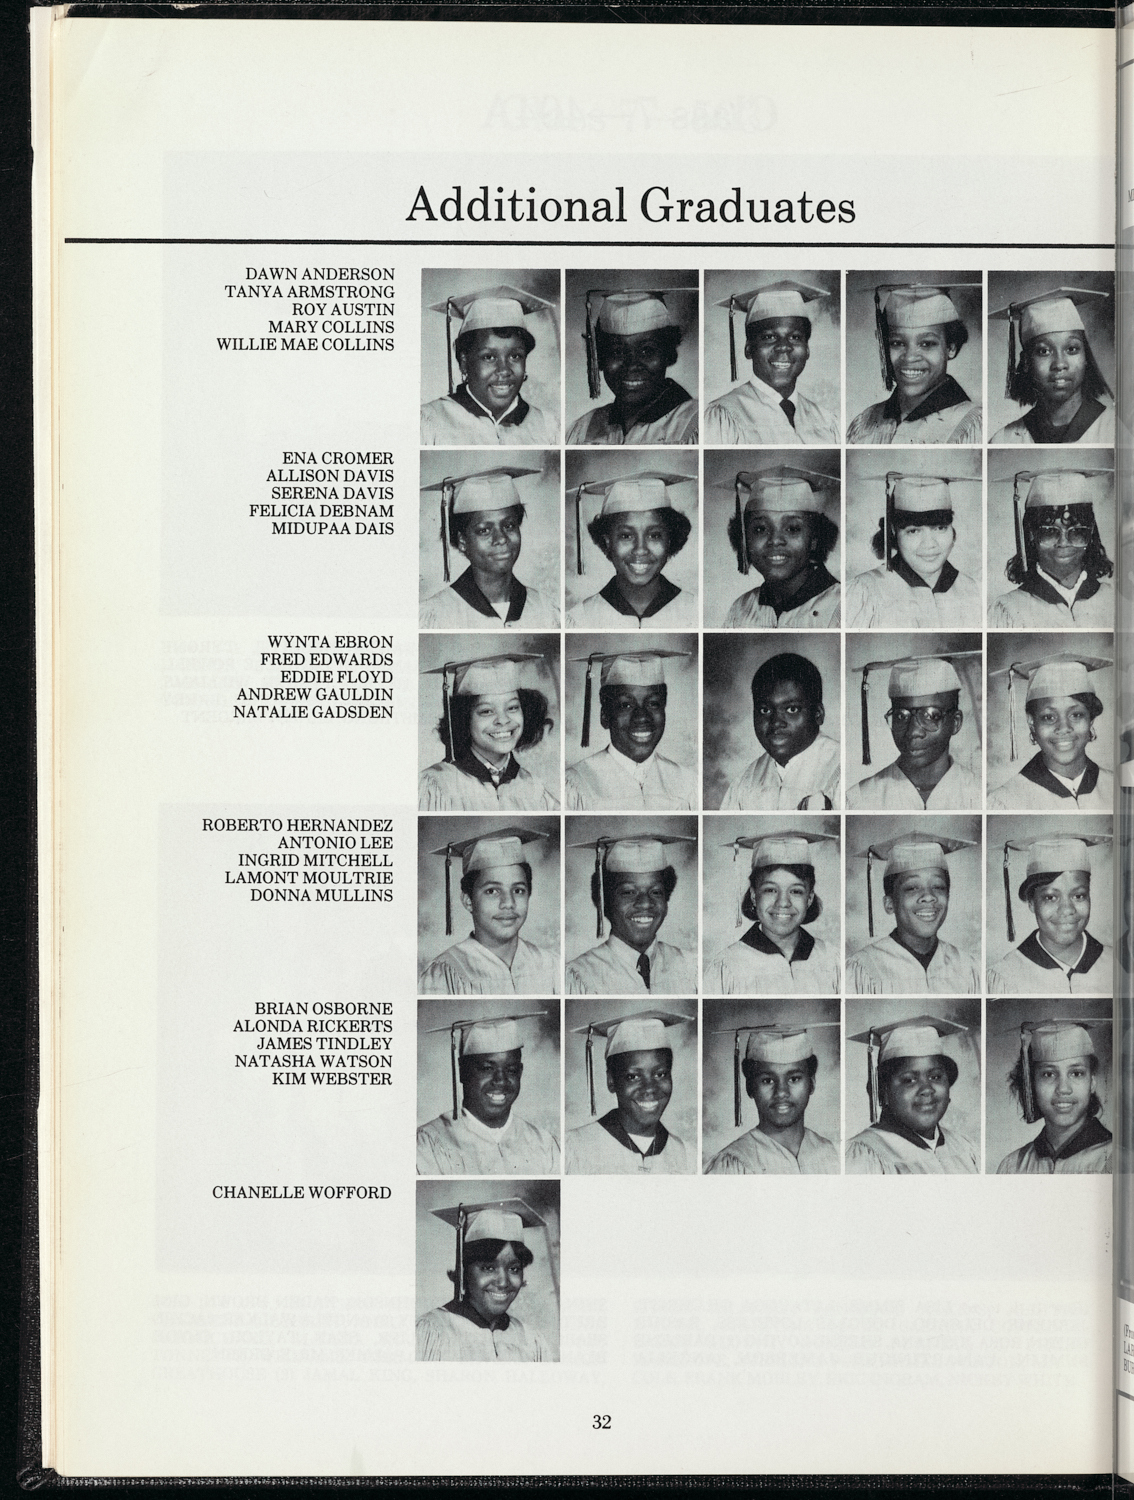 Additional Graduates
DAWN ANDERSON
TANYA ARMSTRONG
ROY AUSTIN
MARY COLLINS
WILLIE MAE COLLINS
ENA CROMER
ALLISON DAVIS
SERENA DAVIS
FELICIA DEBNAM
MIDUPAA DAIS
WYNTA EBRON
FRED EDWARDS
EDDIE FLOYD
ANDREW GAULDIN
NATALIE GADSDEN
ROBERTO HERNANDEZ
ANTONIO LEE
INGRID MITCHELL
LAMONT MOULTRIE
DONNA MULLINS
BRIAN OSBORNE
ALONDA RICKERTS
JAMES TINDLEY
NATASHA WATSON
KIM WEBSTER
CHANELLE WOFFORD
32